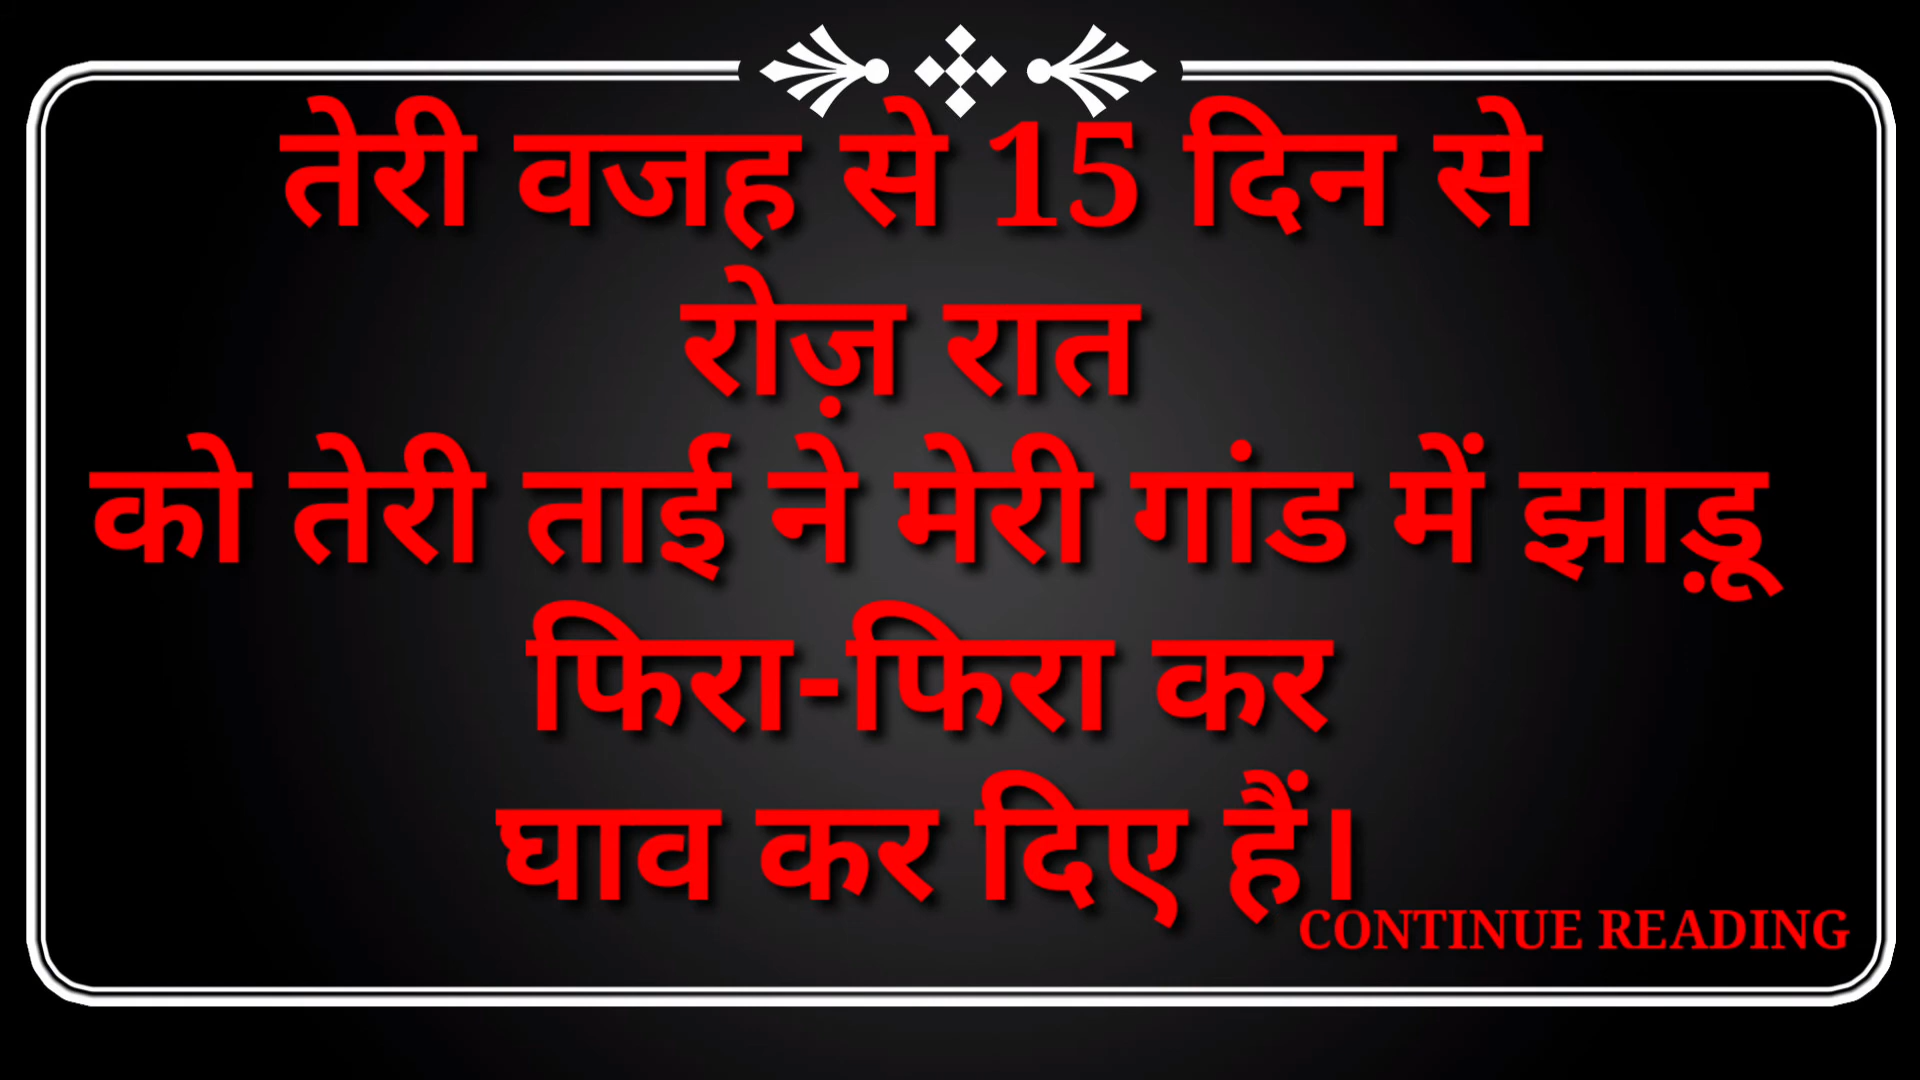 तेरी वजह से 15 दिन से
रोज़ रात
को तेरी ताई ने मेरी गांड में झाड़ू
फिरा-फिरा कर
घाव कर दिए हैं।
CONTINUE READING